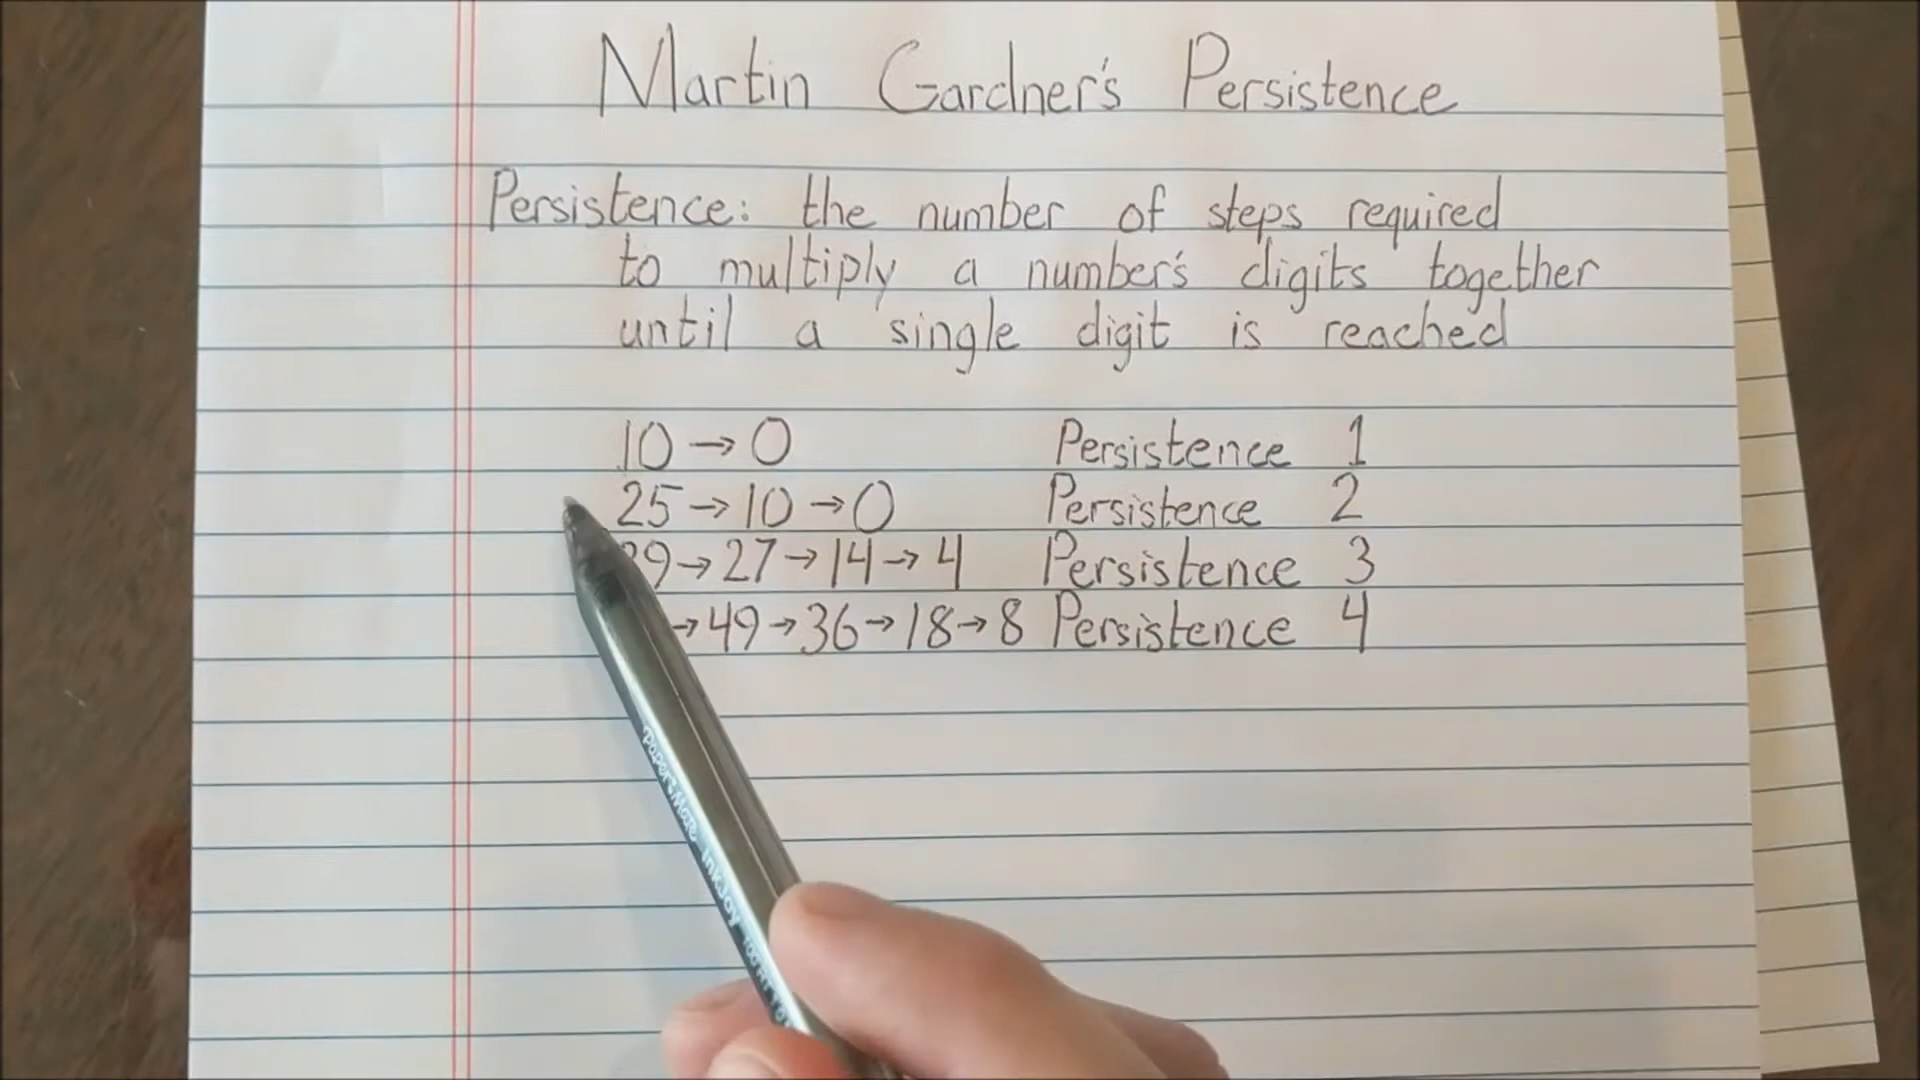 Martin Gardner's Persistence
Persistence: the number of steps required
to multiply a number's digits together
until a single digit is reached
10 → 0 Persistence 1
25 → 10 → 0 Persistence 2
→ 27 → 14 → 4 Persistence 3
→ 49 → 36 → 18 → 8 Persistence 4
PaperMate InkJoy